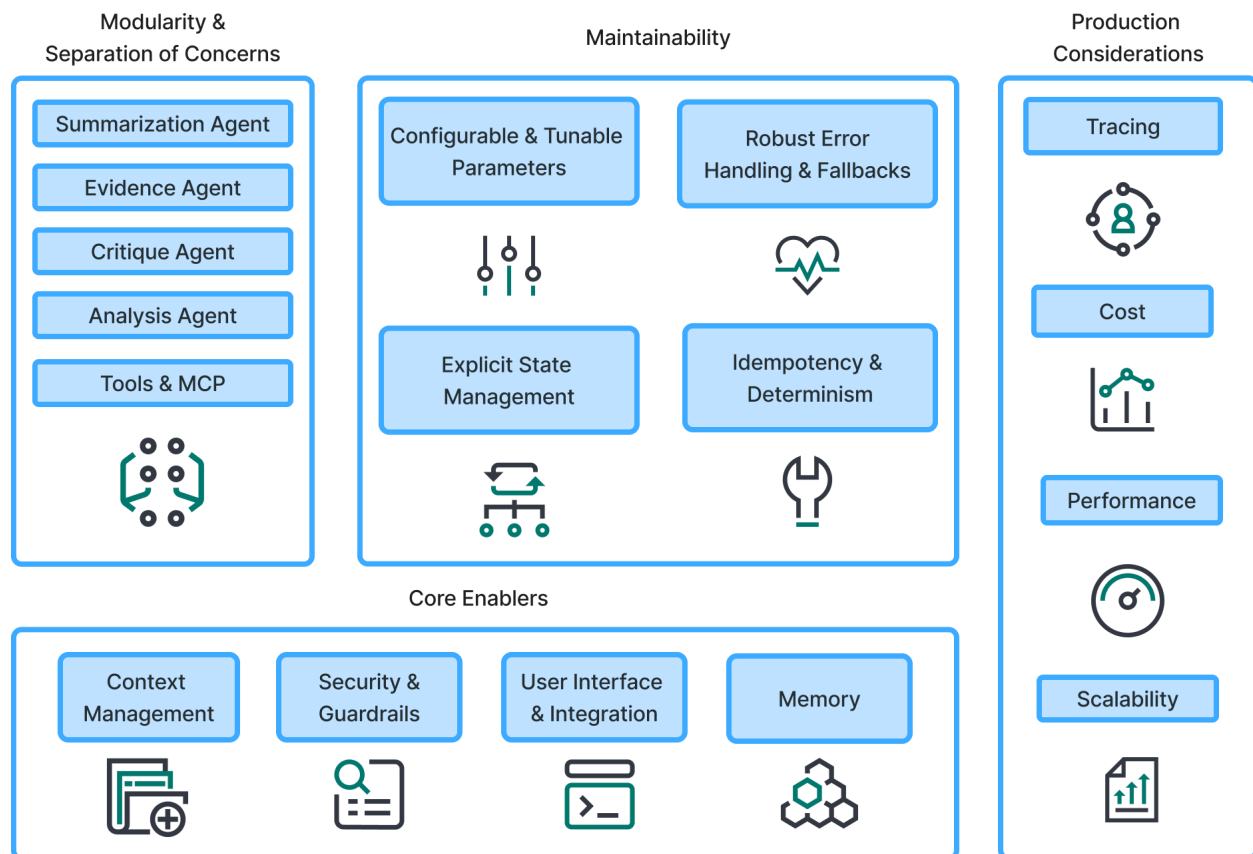 Modularity &
Separation of Concerns
Summarization Agent
Evidence Agent
Critique Agent
Analysis Agent
Tools & MCP
Maintainability
Configurable & Tunable
Parameters
Robust Error
Handling & Fallbacks
Explicit State
Management
Idempotency &
Determinism
Production
Considerations
Tracing
Cost
Performance
Scalability
Core Enablers
Context
Management
Security &
Guardrails
User Interface
& Integration
Memory